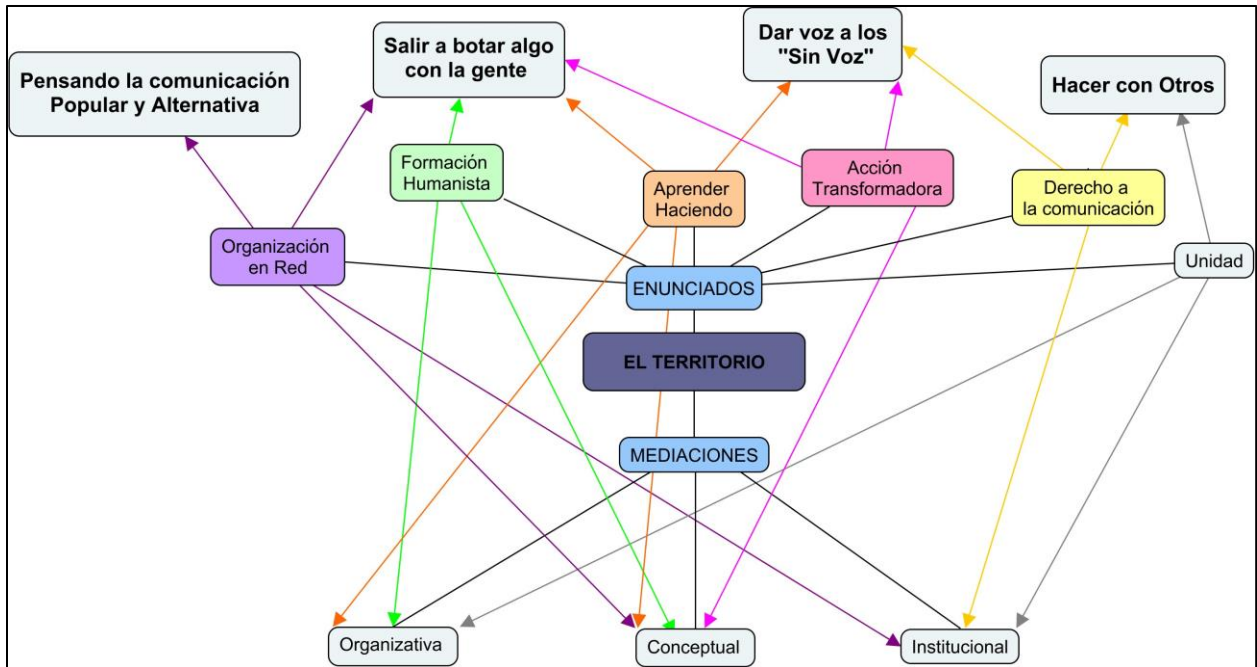 Pensando la comunicación
Popular y Alternativa
Salir a botar algo
con la gente
Dar voz a los
"Sin Voz"
Hacer con Otros
Formación
Humanista
Aprender
Haciendo
Acción
Transformadora
Derecho a
la comunicación
Organización
en Red
ENUNCIADOS
Unidad
EL TERRITORIO
MEDIACIONES
Organizativa
Conceptual
Institucional